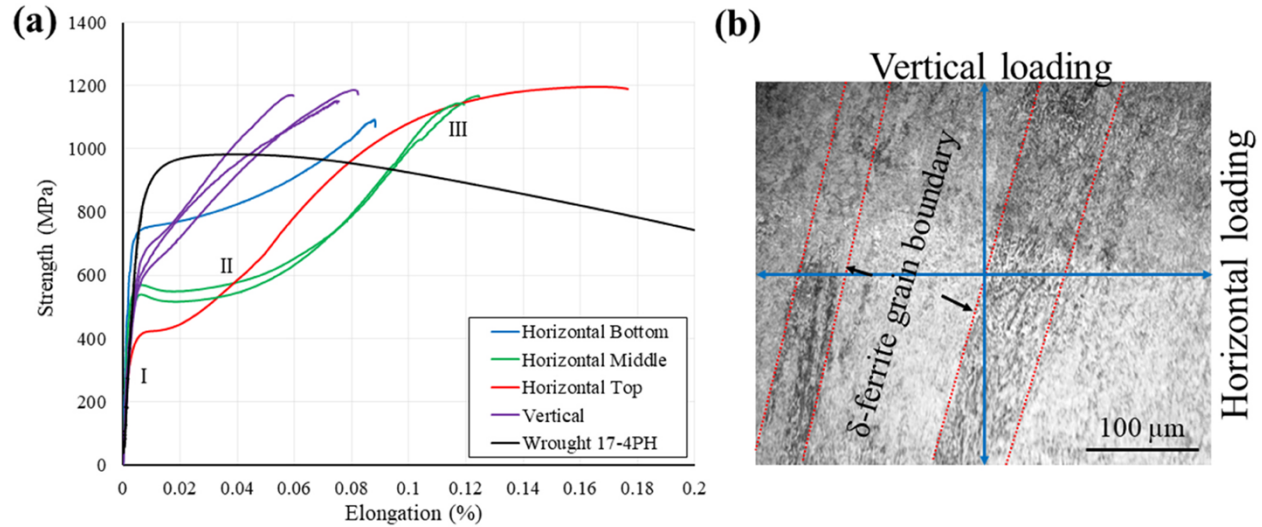 (a)
1400
1200
1000
800
600
400
200
0
Strength (MPa)
0 0.02 0.04 0.06 0.08 0.1 0.12 0.14 0.16 0.18 0.2
Elongation (%)
I
II
III
Horizontal Bottom
Horizontal Middle
Horizontal Top
Vertical
Wrought 17-4PH
(b)
Vertical loading
Horizontal loading
δ-ferrite grain boundary
100 µm